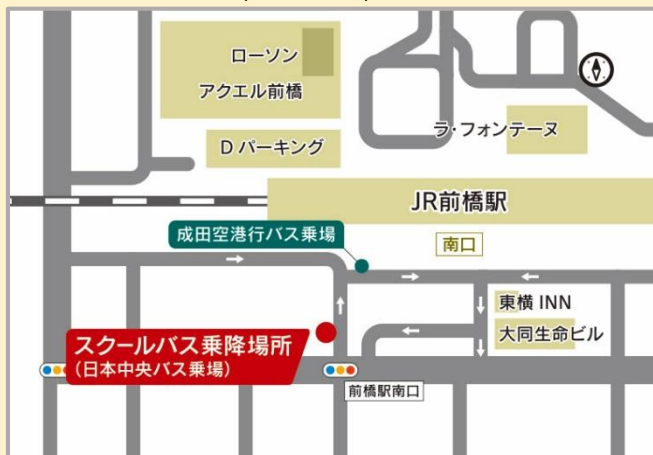 ローソン
アクエル前橋
Dパーキング
ラ・フォンテーヌ
JR前橋駅
成田空港行バス乗場
南口
東横 INN
大同生命ビル
スクールバス乗降場所
(日本中央バス乗場)
前橋駅南口